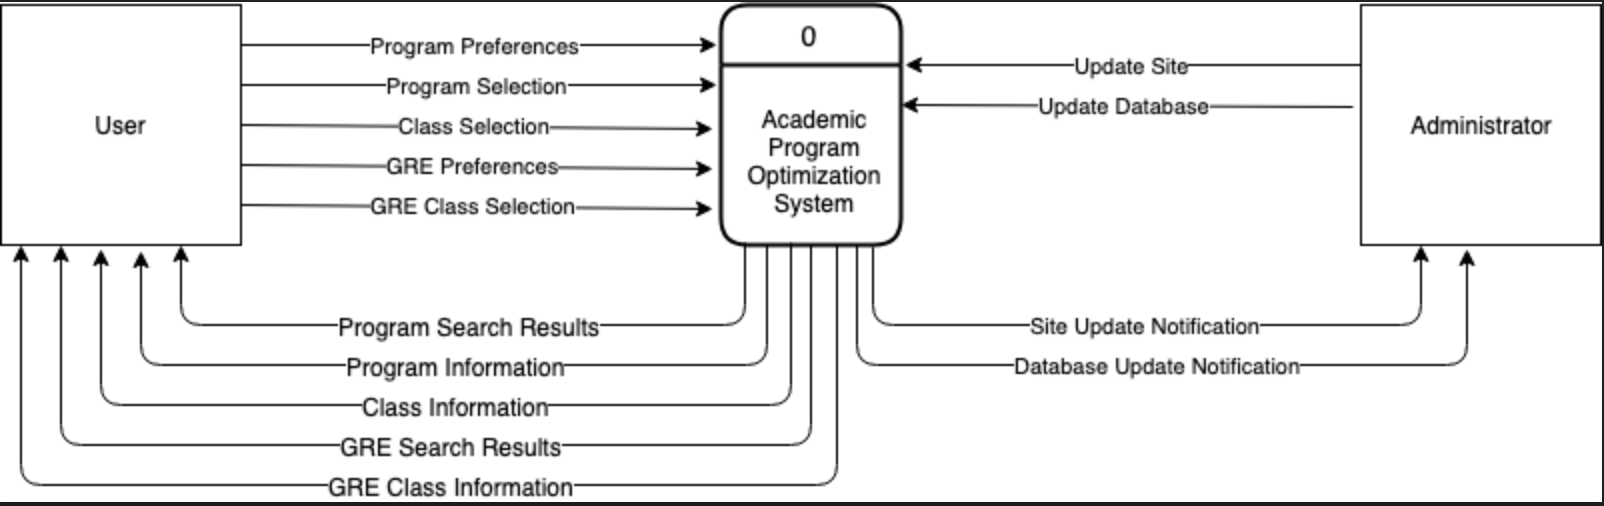 User
Program Preferences
Program Selection
Class Selection
GRE Preferences
GRE Class Selection
0
Academic
Program
Optimization
System
Update Site
Update Database
Administrator
Program Search Results
Program Information
Class Information
GRE Search Results
GRE Class Information
Site Update Notification
Database Update Notification